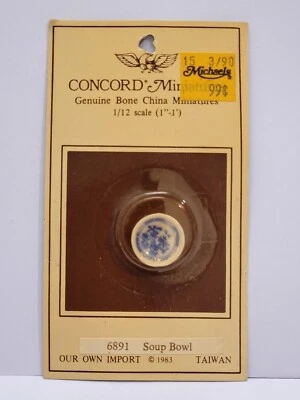 15 3/90
Michaels
99¢
CONCORD Miniatures
Genuine Bone China Miniatures
1/12 scale (1"-1')
6891 Soup Bowl
OUR OWN IMPORT © 1983 TAIWAN